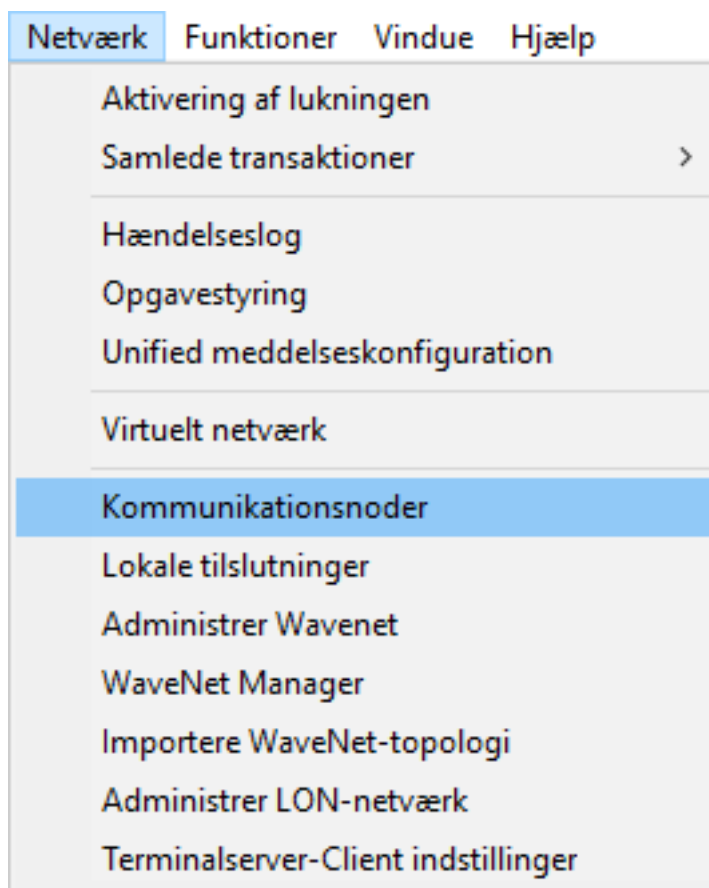 Netværk Funktioner Vindue Hjælp
Aktivering af lukningen
Samlede transaktioner
Hændelseslog
Opgavestyring
Unified meddelseskonfiguration
Virtuelt netværk
Kommunikationsnoder
Lokale tilslutninger
Administrer Wavenet
WaveNet Manager
Importere WaveNet-topologi
Administrer LON-netværk
Terminalserver-Client indstillinger